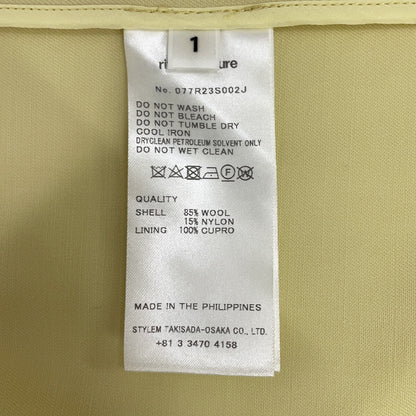 1
No. 077R23S002J
DO NOT WASH
DO NOT BLEACH
DO NOT TUMBLE DRY
COOL IRON
DRYCLEAN PETROLEUM SOLVENT ONLY
DO NOT WET CLEAN
QUALITY
SHELL 85% WOOL
15% NYLON
LINING 100% CUPRO
MADE IN THE PHILIPPINES
STYLEM TAKISADA-OSAKA CO., LTD.
+81 3 3470 4158